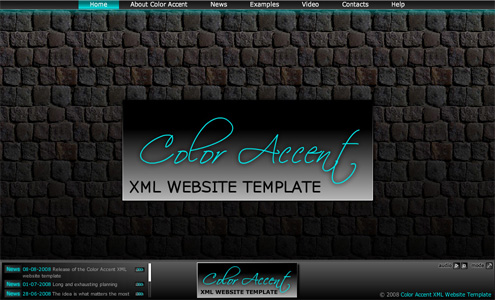 Home About Color Accent News Examples Video Contacts Help
Color Accent
XML WEBSITE TEMPLATE
News 08-08-2008 Release of the Color Accent XML
website template
News 01-07-2008 Long and exhausting planning
News 28-06-2008 The idea is what matters the most
Color Accent
XML WEBSITE TEMPLATE
© 2008 Color Accent XML Website Template